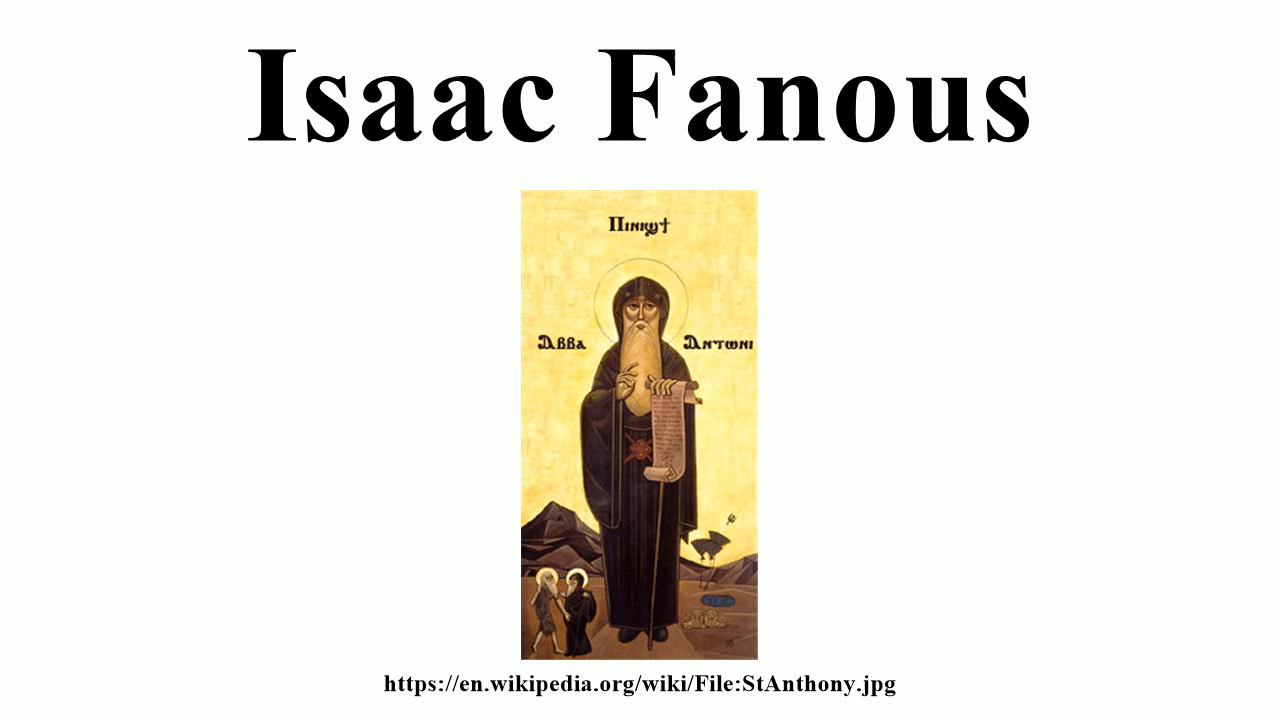 Isaac Fanous
Ⲡⲓⲛⲓϣϯ
Ⲁⲃⲃⲁ Ⲁⲛⲧⲱⲛⲓ
https://en.wikipedia.org/wiki/File:StAnthony.jpg